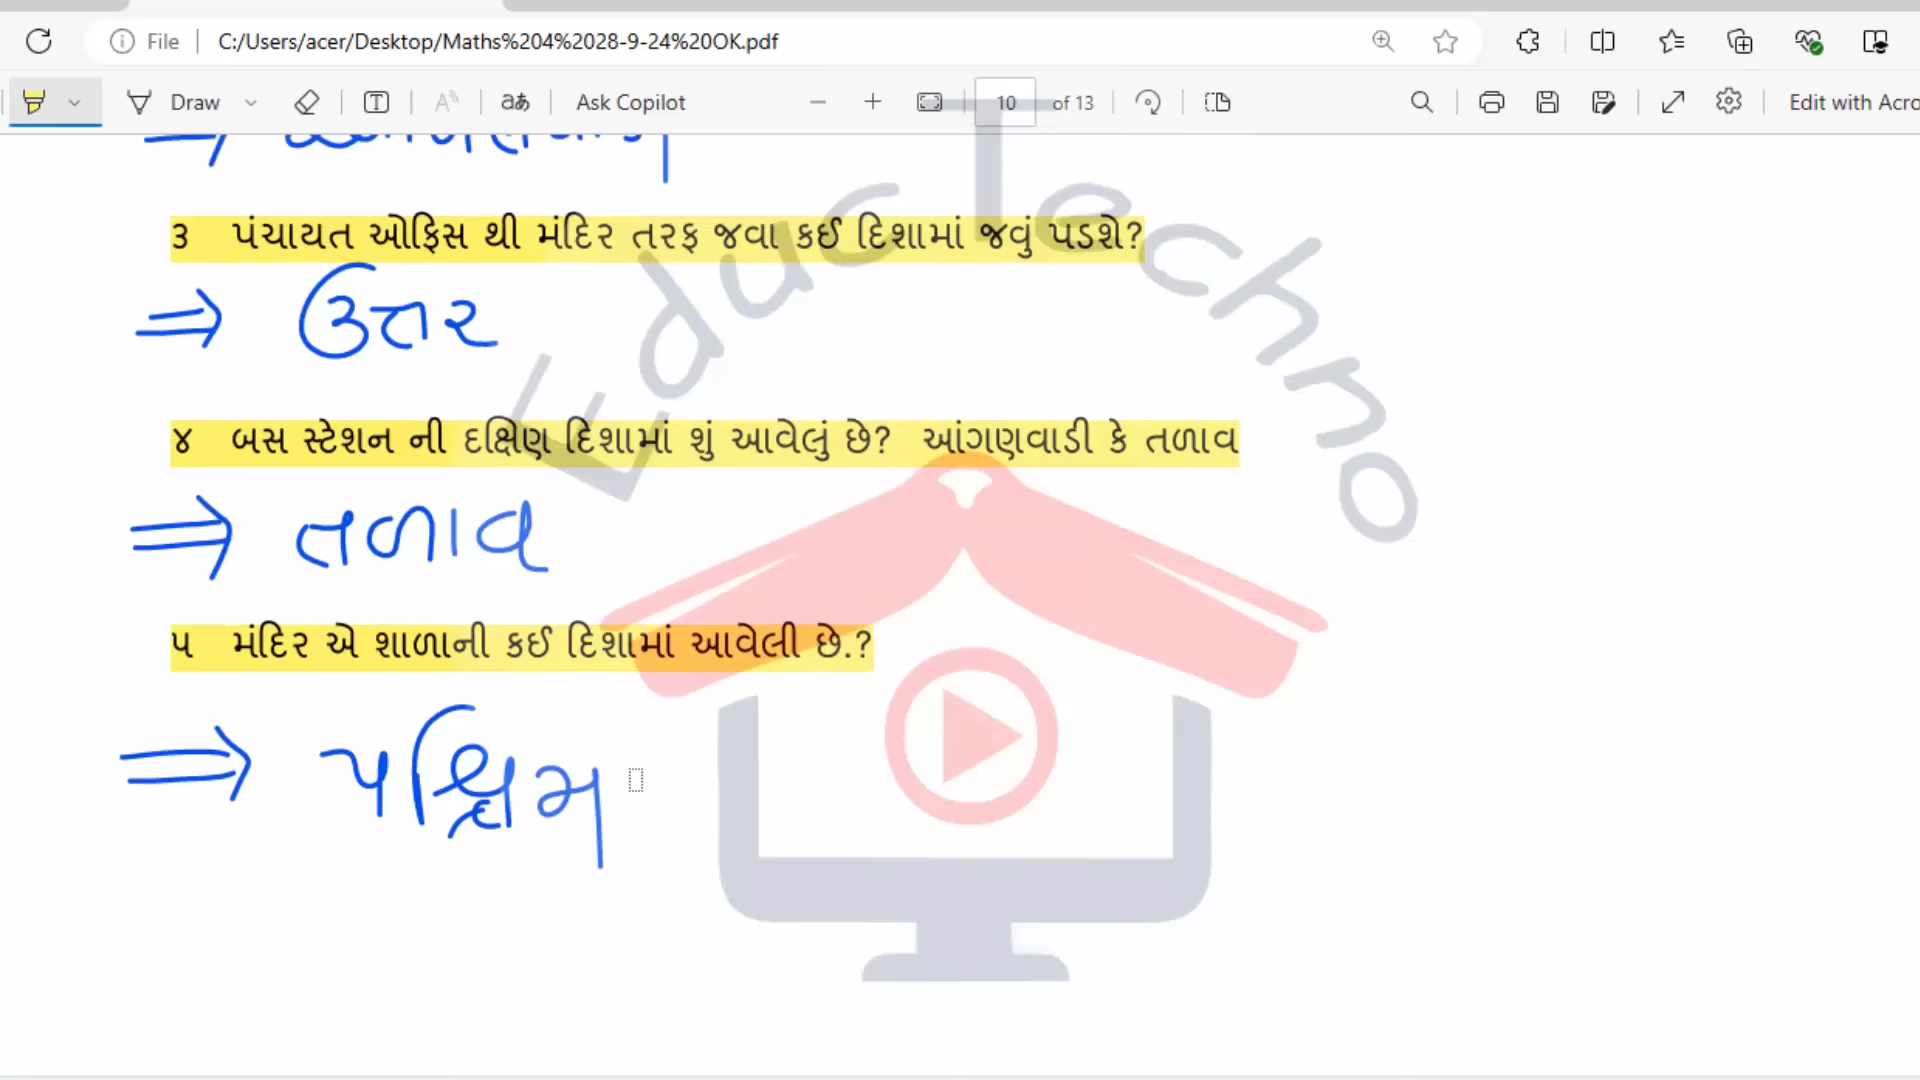 File C:/Users/acer/Desktop/Maths%204%2028-9-24%20OK.pdf
Draw Ask Copilot 10 of 13 Edit with Acro
૩ પંચાયત ઓફિસ થી મંદિર તરફ જવા કઈ દિશામાં જવું પડશે?
⇒ ઉત્તર
૪ બસ સ્ટેશન ની દક્ષિણ દિશામાં શું આવેલું છે? આંગણવાડી કે તળાવ
⇒ તળાવ
૫ મંદિર એ શાળાની કઈ દિશામાં આવેલી છે.?
⇒ પશ્ચિમ
EducTechno